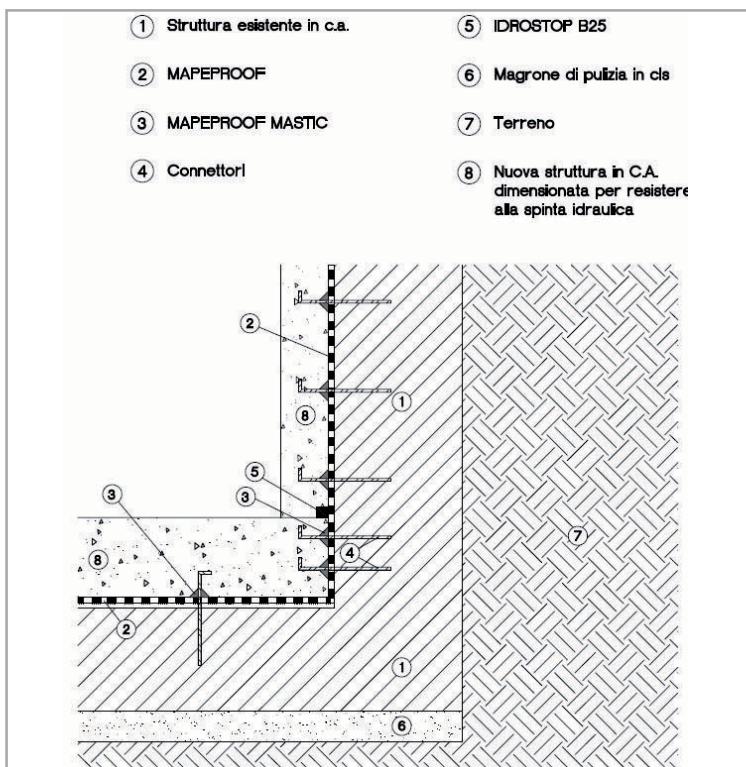 1 Struttura esistente in c.a.
2 MAPEPROOF
3 MAPEPROOF MASTIC
4 Connettori
5 IDROSTOP B25
6 Magrone di pulizia in cls
7 Terreno
8 Nuova struttura in C.A.
dimensionata per resistere
alla spinta idraulica
2
1
8
5
3
3
4
7
8
2
1
6